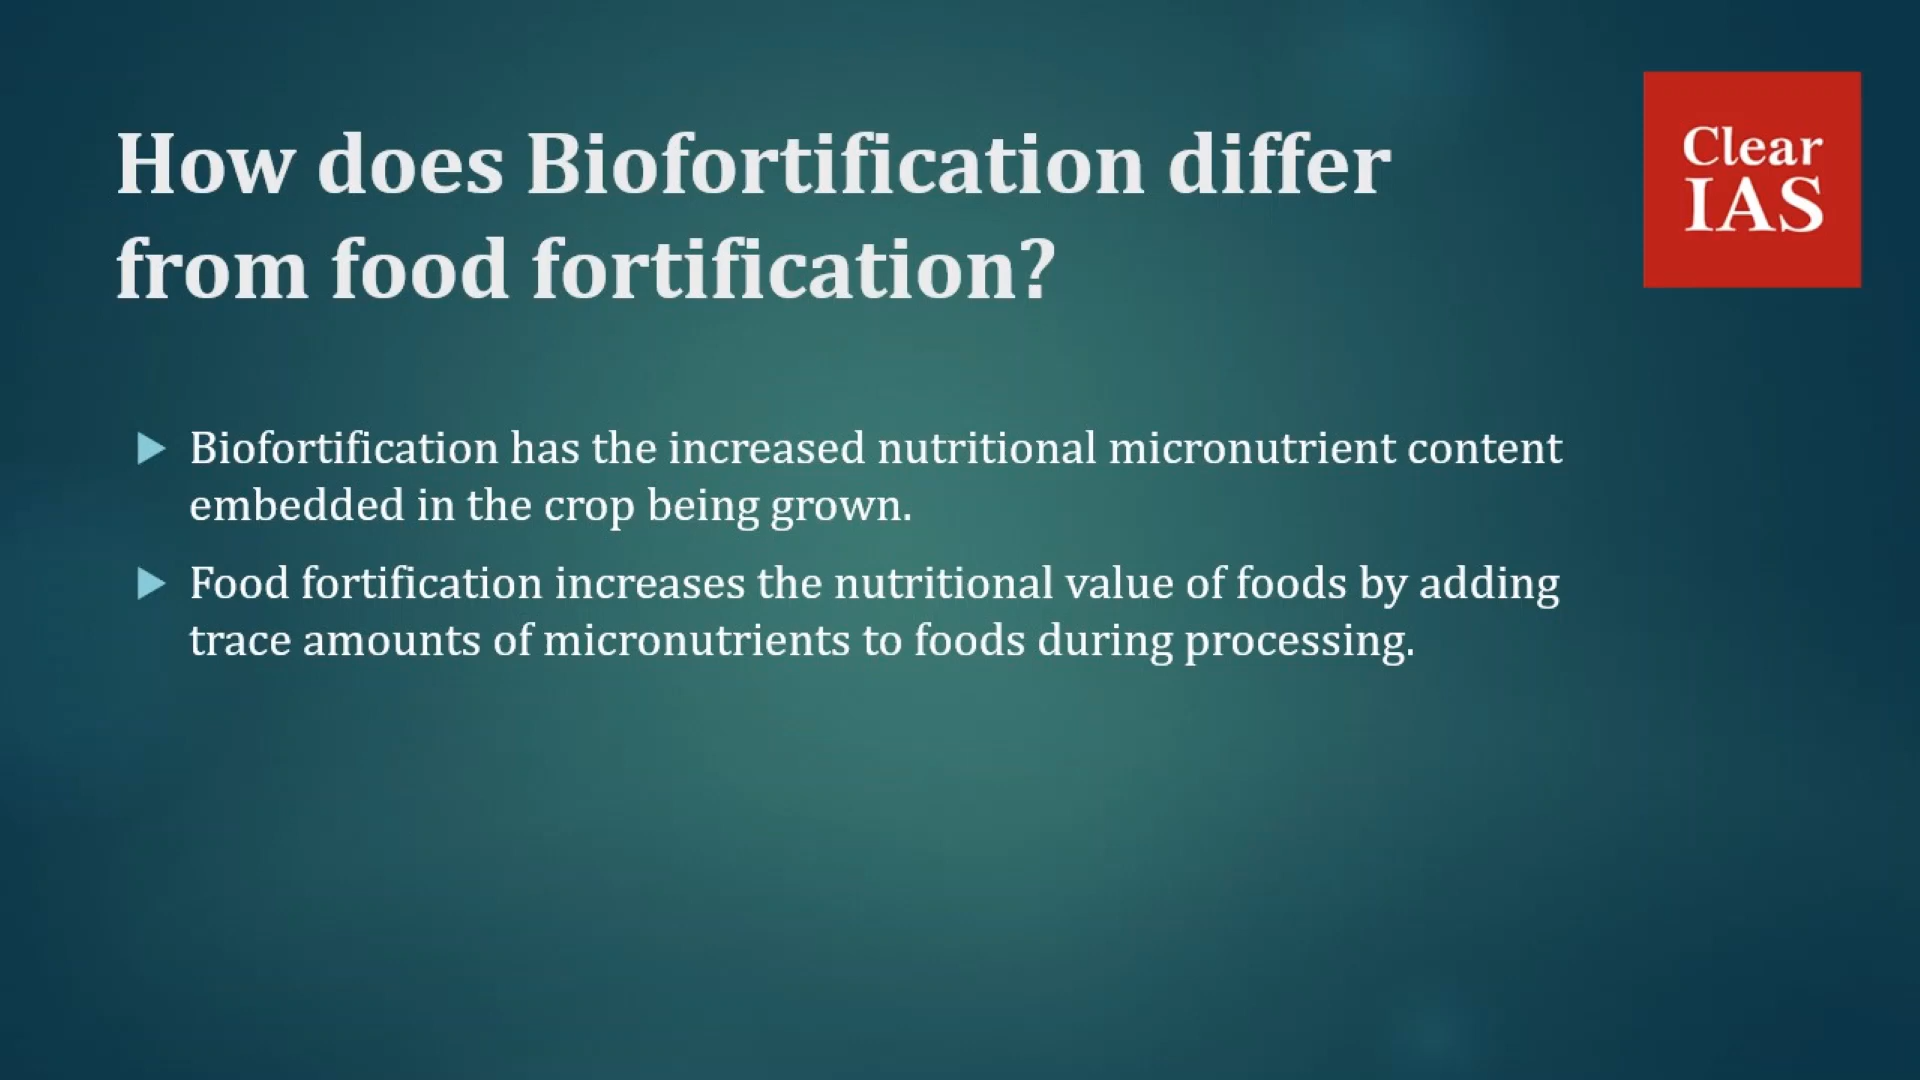 How does Biofortification differ
from food fortification?
Clear
IAS
Biofortification has the increased nutritional micronutrient content
embedded in the crop being grown.
Food fortification increases the nutritional value of foods by adding
trace amounts of micronutrients to foods during processing.